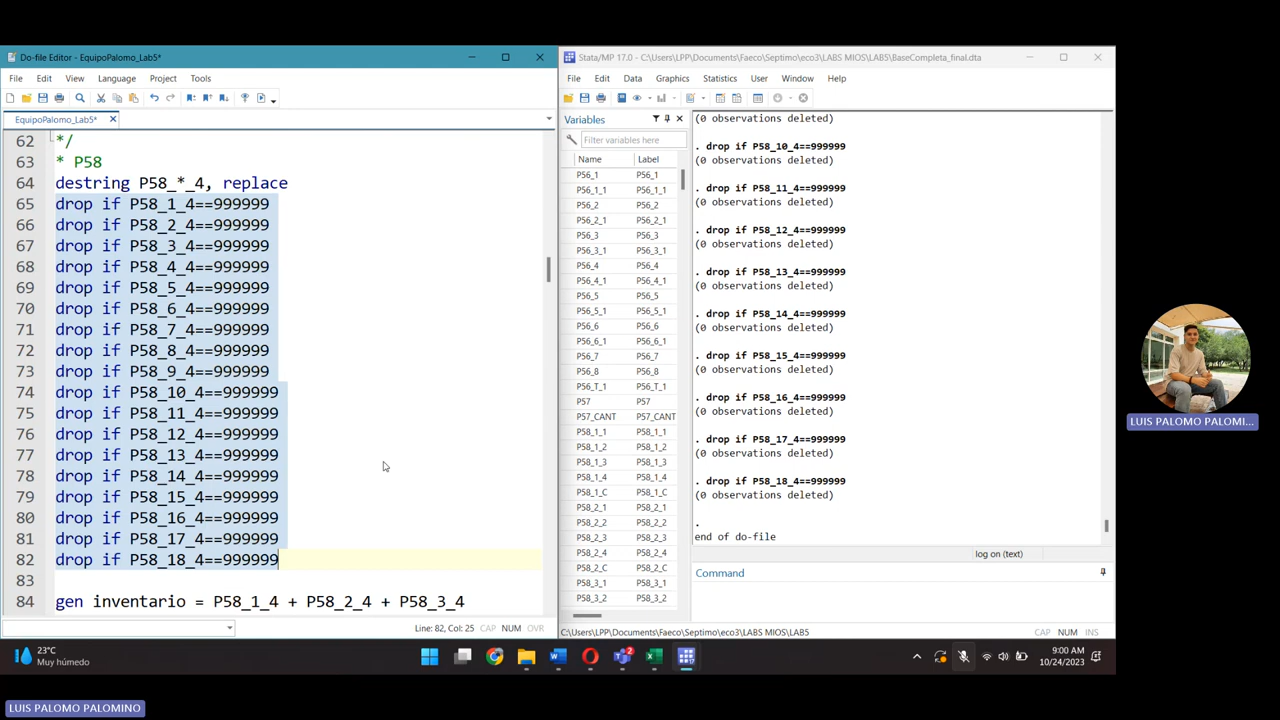 Do-file Editor - EquipoPalomo_Lab5*
File Edit View Language Project Tools
EquipoPalomo_Lab5*
62 */
63 * P58
64 destring P58_*_4, replace
65 drop if P58_1_4==999999
66 drop if P58_2_4==999999
67 drop if P58_3_4==999999
68 drop if P58_4_4==999999
69 drop if P58_5_4==999999
70 drop if P58_6_4==999999
71 drop if P58_7_4==999999
72 drop if P58_8_4==999999
73 drop if P58_9_4==999999
74 drop if P58_10_4==999999
75 drop if P58_11_4==999999
76 drop if P58_12_4==999999
77 drop if P58_13_4==999999
78 drop if P58_14_4==999999
79 drop if P58_15_4==999999
80 drop if P58_16_4==999999
81 drop if P58_17_4==999999
82 drop if P58_18_4==999999
83
84 gen inventario = P58_1_4 + P58_2_4 + P58_3_4
Line: 82, Col: 25 CAP NUM OVR
Stata/MP 17.0 - C:\Users\LPP\Documents\Faeco\Septimo\eco3\LABS MIOS\LAB5\BaseCompleta_final.dta
File Edit Data Graphics Statistics User Window Help
Variables
Filter variables here
Name Label
P56_1 P56_1
P56_1_1 P56_1_1
P56_2 P56_2
P56_2_1 P56_2_1
P56_3 P56_3
P56_3_1 P56_3_1
P56_4 P56_4
P56_4_1 P56_4_1
P56_5 P56_5
P56_5_1 P56_5_1
P56_6 P56_6
P56_6_1 P56_6_1
P56_7 P56_7
P56_8 P56_8
P56_T_1 P56_T_1
P57 P57
P57_CANT P57_CANT
P58_1_1 P58_1_1
P58_1_2 P58_1_2
P58_1_3 P58_1_3
P58_1_4 P58_1_4
P58_1_C P58_1_C
P58_2_1 P58_2_1
P58_2_2 P58_2_2
P58_2_3 P58_2_3
P58_2_4 P58_2_4
P58_2_C P58_2_C
P58_3_1 P58_3_1
P58_3_2 P58_3_2
(0 observations deleted)
. drop if P58_10_4==999999
(0 observations deleted)
. drop if P58_11_4==999999
(0 observations deleted)
. drop if P58_12_4==999999
(0 observations deleted)
. drop if P58_13_4==999999
(0 observations deleted)
. drop if P58_14_4==999999
(0 observations deleted)
. drop if P58_15_4==999999
(0 observations deleted)
. drop if P58_16_4==999999
(0 observations deleted)
. drop if P58_17_4==999999
(0 observations deleted)
. drop if P58_18_4==999999
(0 observations deleted)
.
end of do-file
log on (text)
Command
C:\Users\LPP\Documents\Faeco\Septimo\eco3\LABS MIOS\LAB5
CAP NUM INS
LUIS PALOMO PALOMI...
23°C
Muy húmedo
2
17
9:00 AM
10/24/2023
LUIS PALOMO PALOMINO